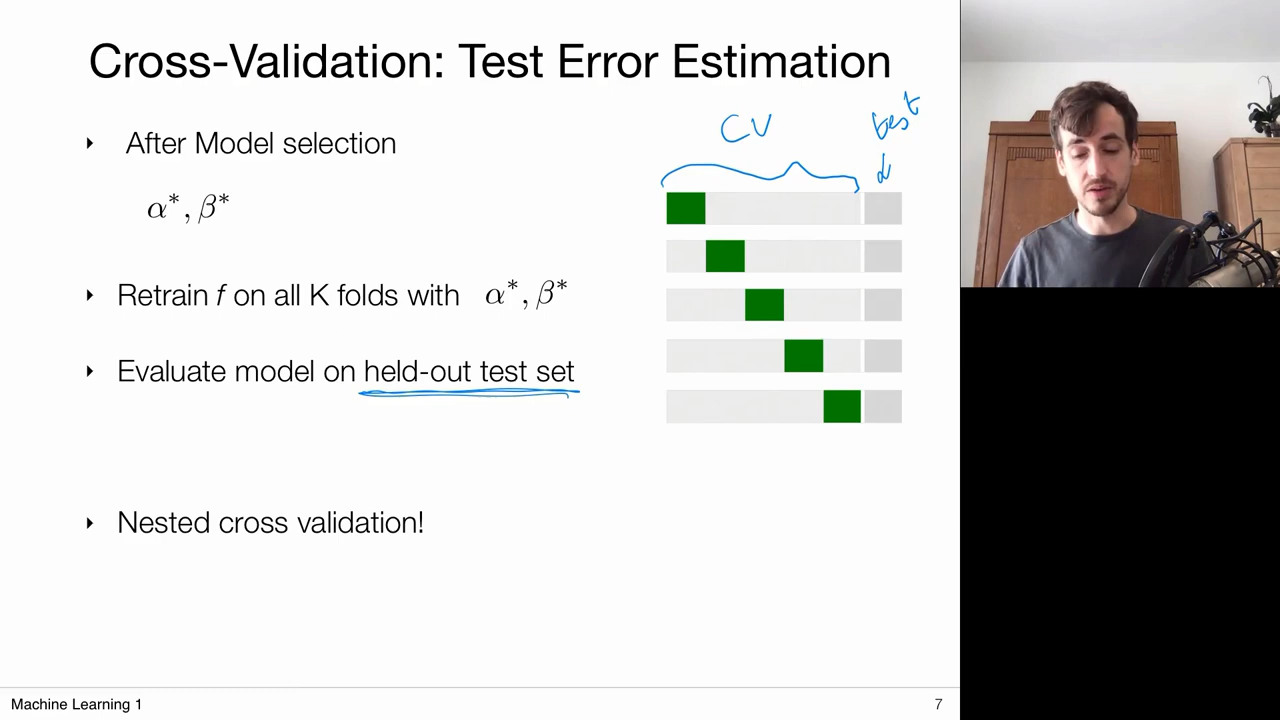 Cross-Validation: Test Error Estimation
‣ After Model selection
α*, β*
‣ Retrain f on all K folds with α*, β*
‣ Evaluate model on held-out test set
‣ Nested cross validation!
CV
test
Machine Learning 1
7